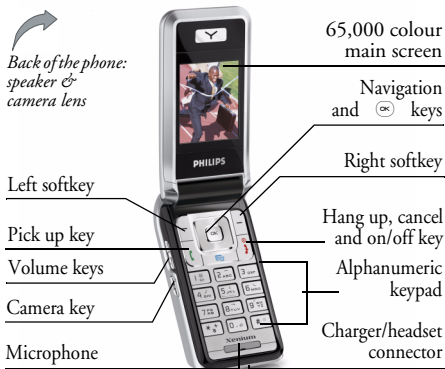 Back of the phone:
speaker &
camera lens
65,000 colour
main screen
Navigation
and OK keys
PHILIPS
Right softkey
Left softkey
Pick up key
Hang up, cancel
and on/off key
Volume keys
Alphanumeric
keypad
Camera key
Xenium
Charger/headset
connector
Microphone